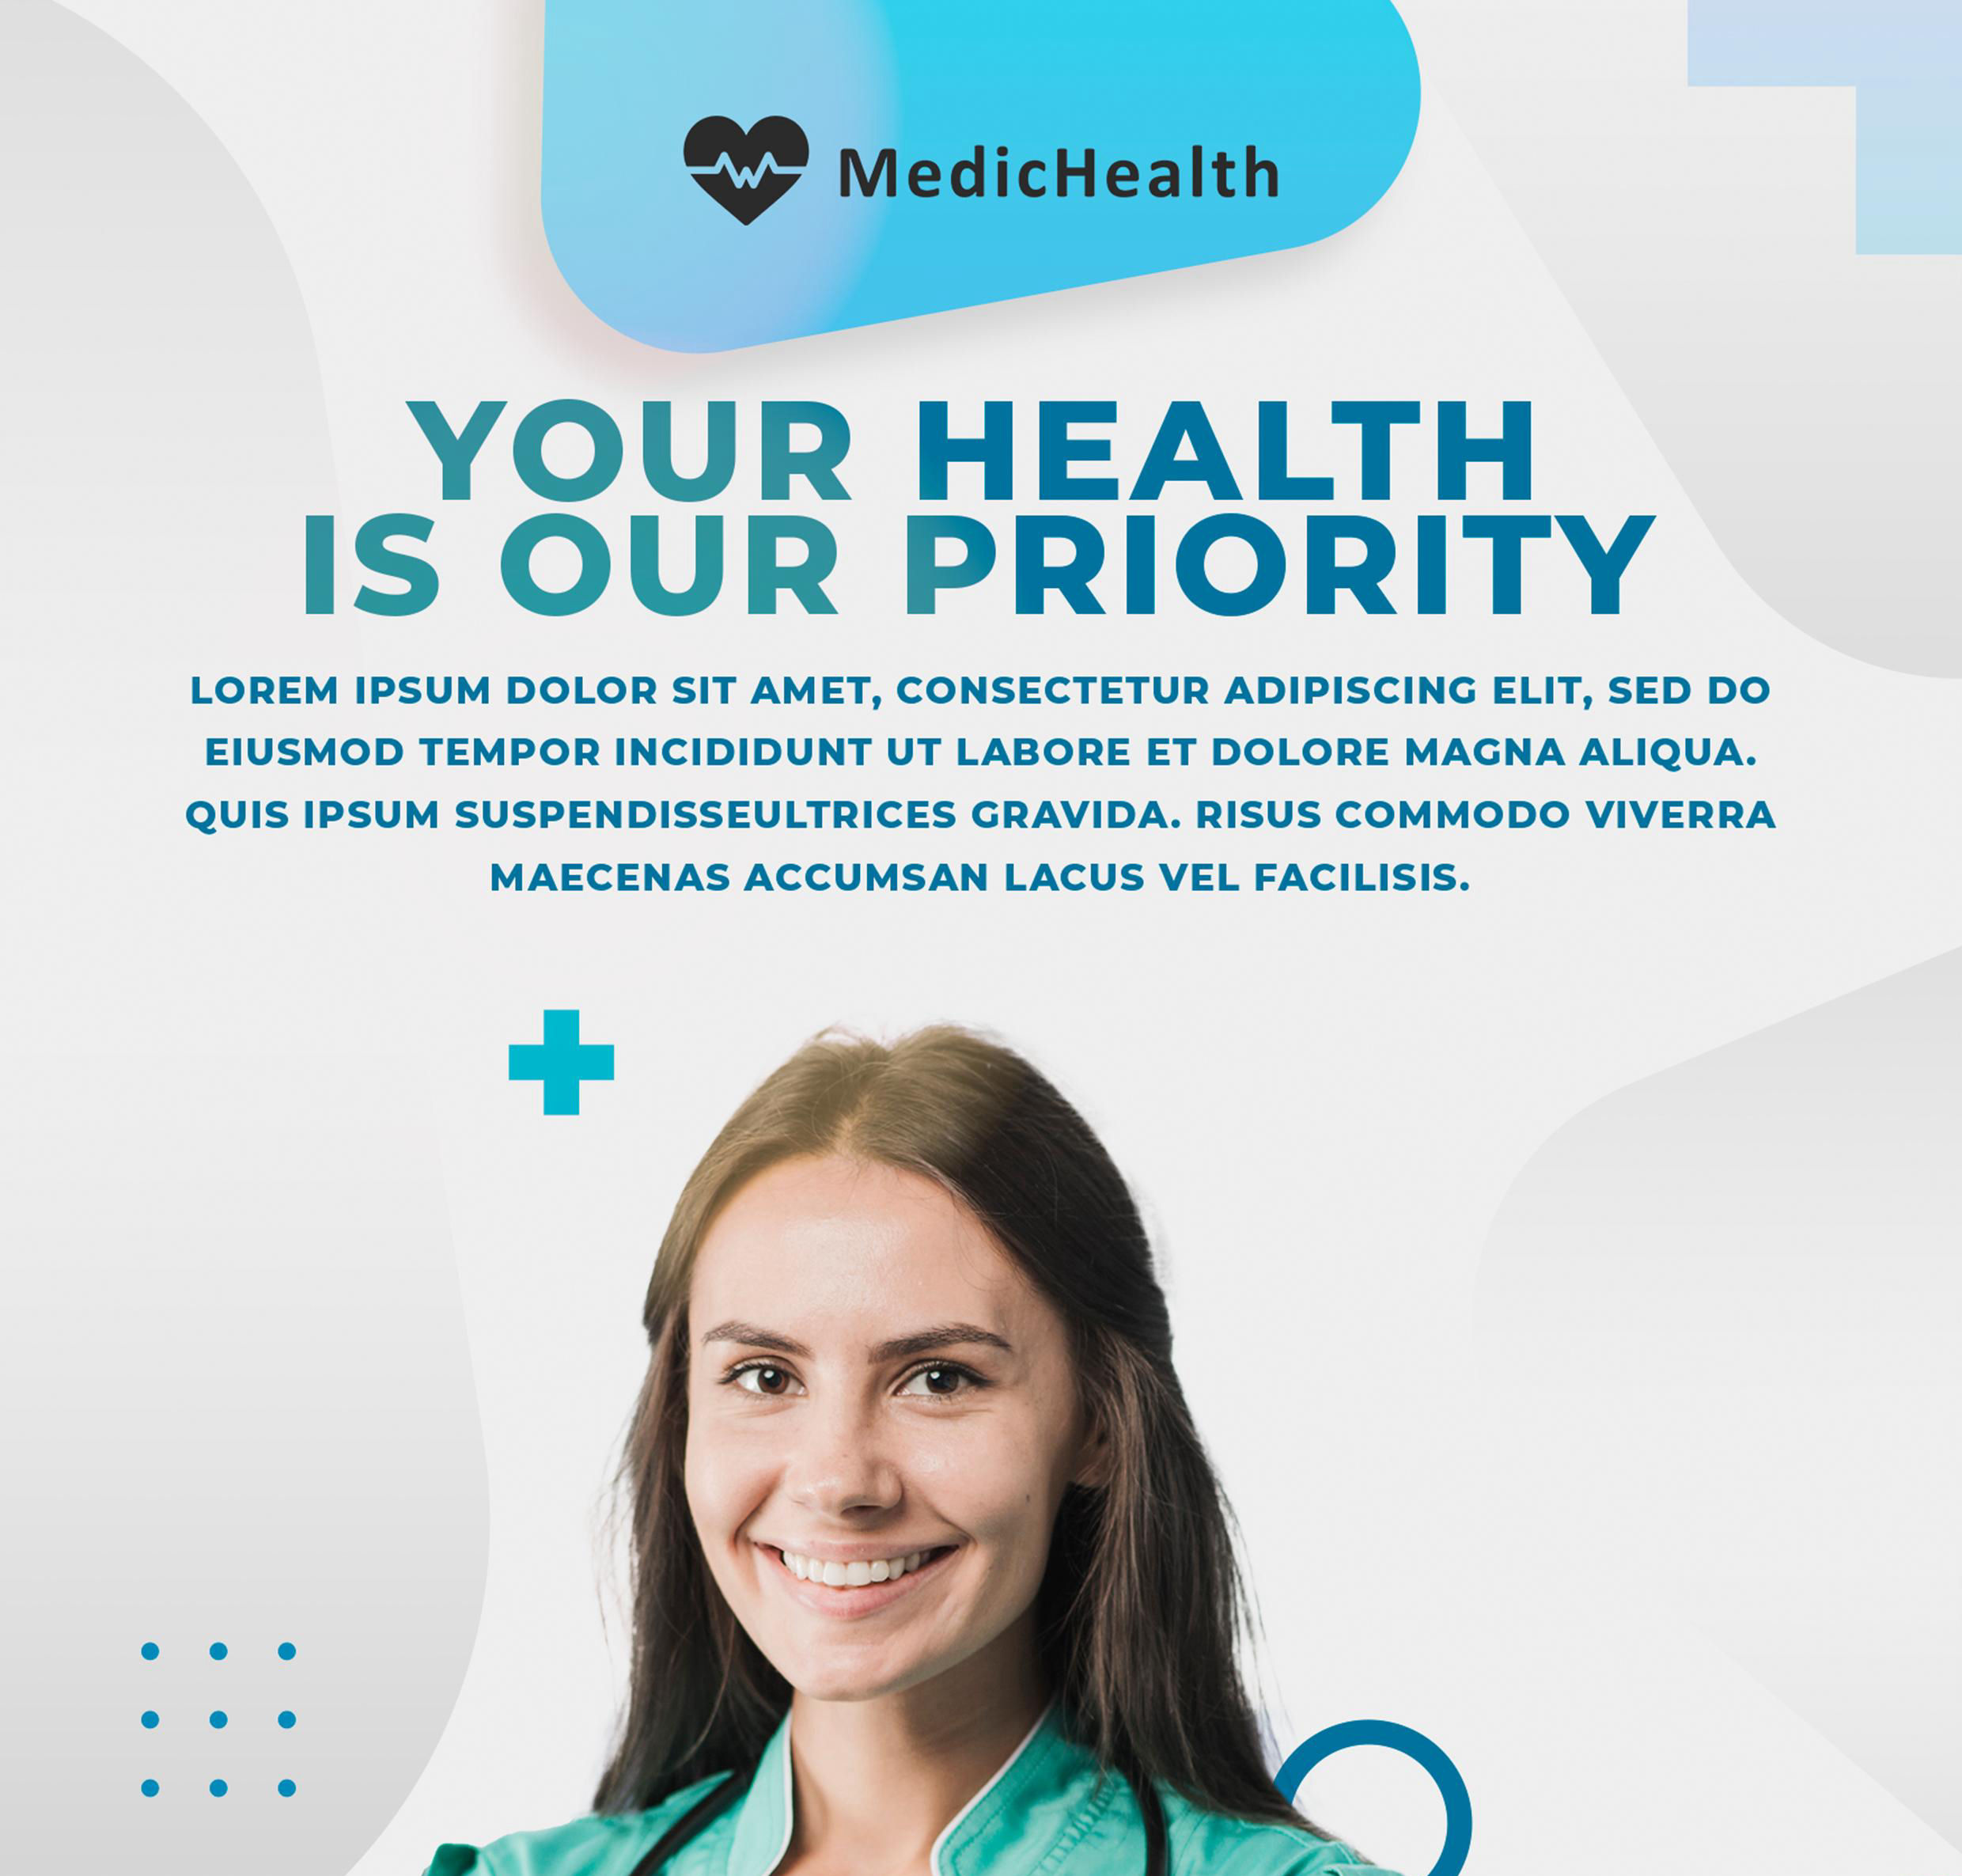 MedicHealth
YOUR HEALTH
IS OUR PRIORITY
LOREM IPSUM DOLOR SIT AMET, CONSECTETUR ADIPISCING ELIT, SED DO
EIUSMOD TEMPOR INCIDIDUNT UT LABORE ET DOLORE MAGNA ALIQUA.
QUIS IPSUM SUSPENDISSEULTRICES GRAVIDA. RISUS COMMODO VIVERRA
MAECENAS ACCUMSAN LACUS VEL FACILISIS.